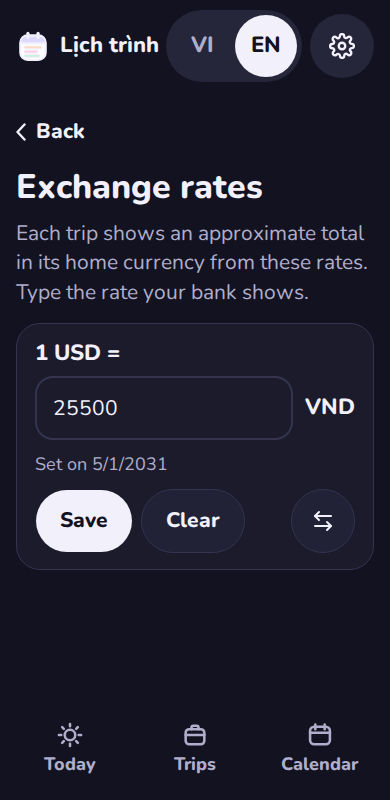 Lịch trình
VI
EN
Back
Exchange rates
Each trip shows an approximate total
in its home currency from these rates.
Type the rate your bank shows.
1 USD =
25500
VND
Set on 5/1/2031
Save
Clear
Today
Trips
Calendar